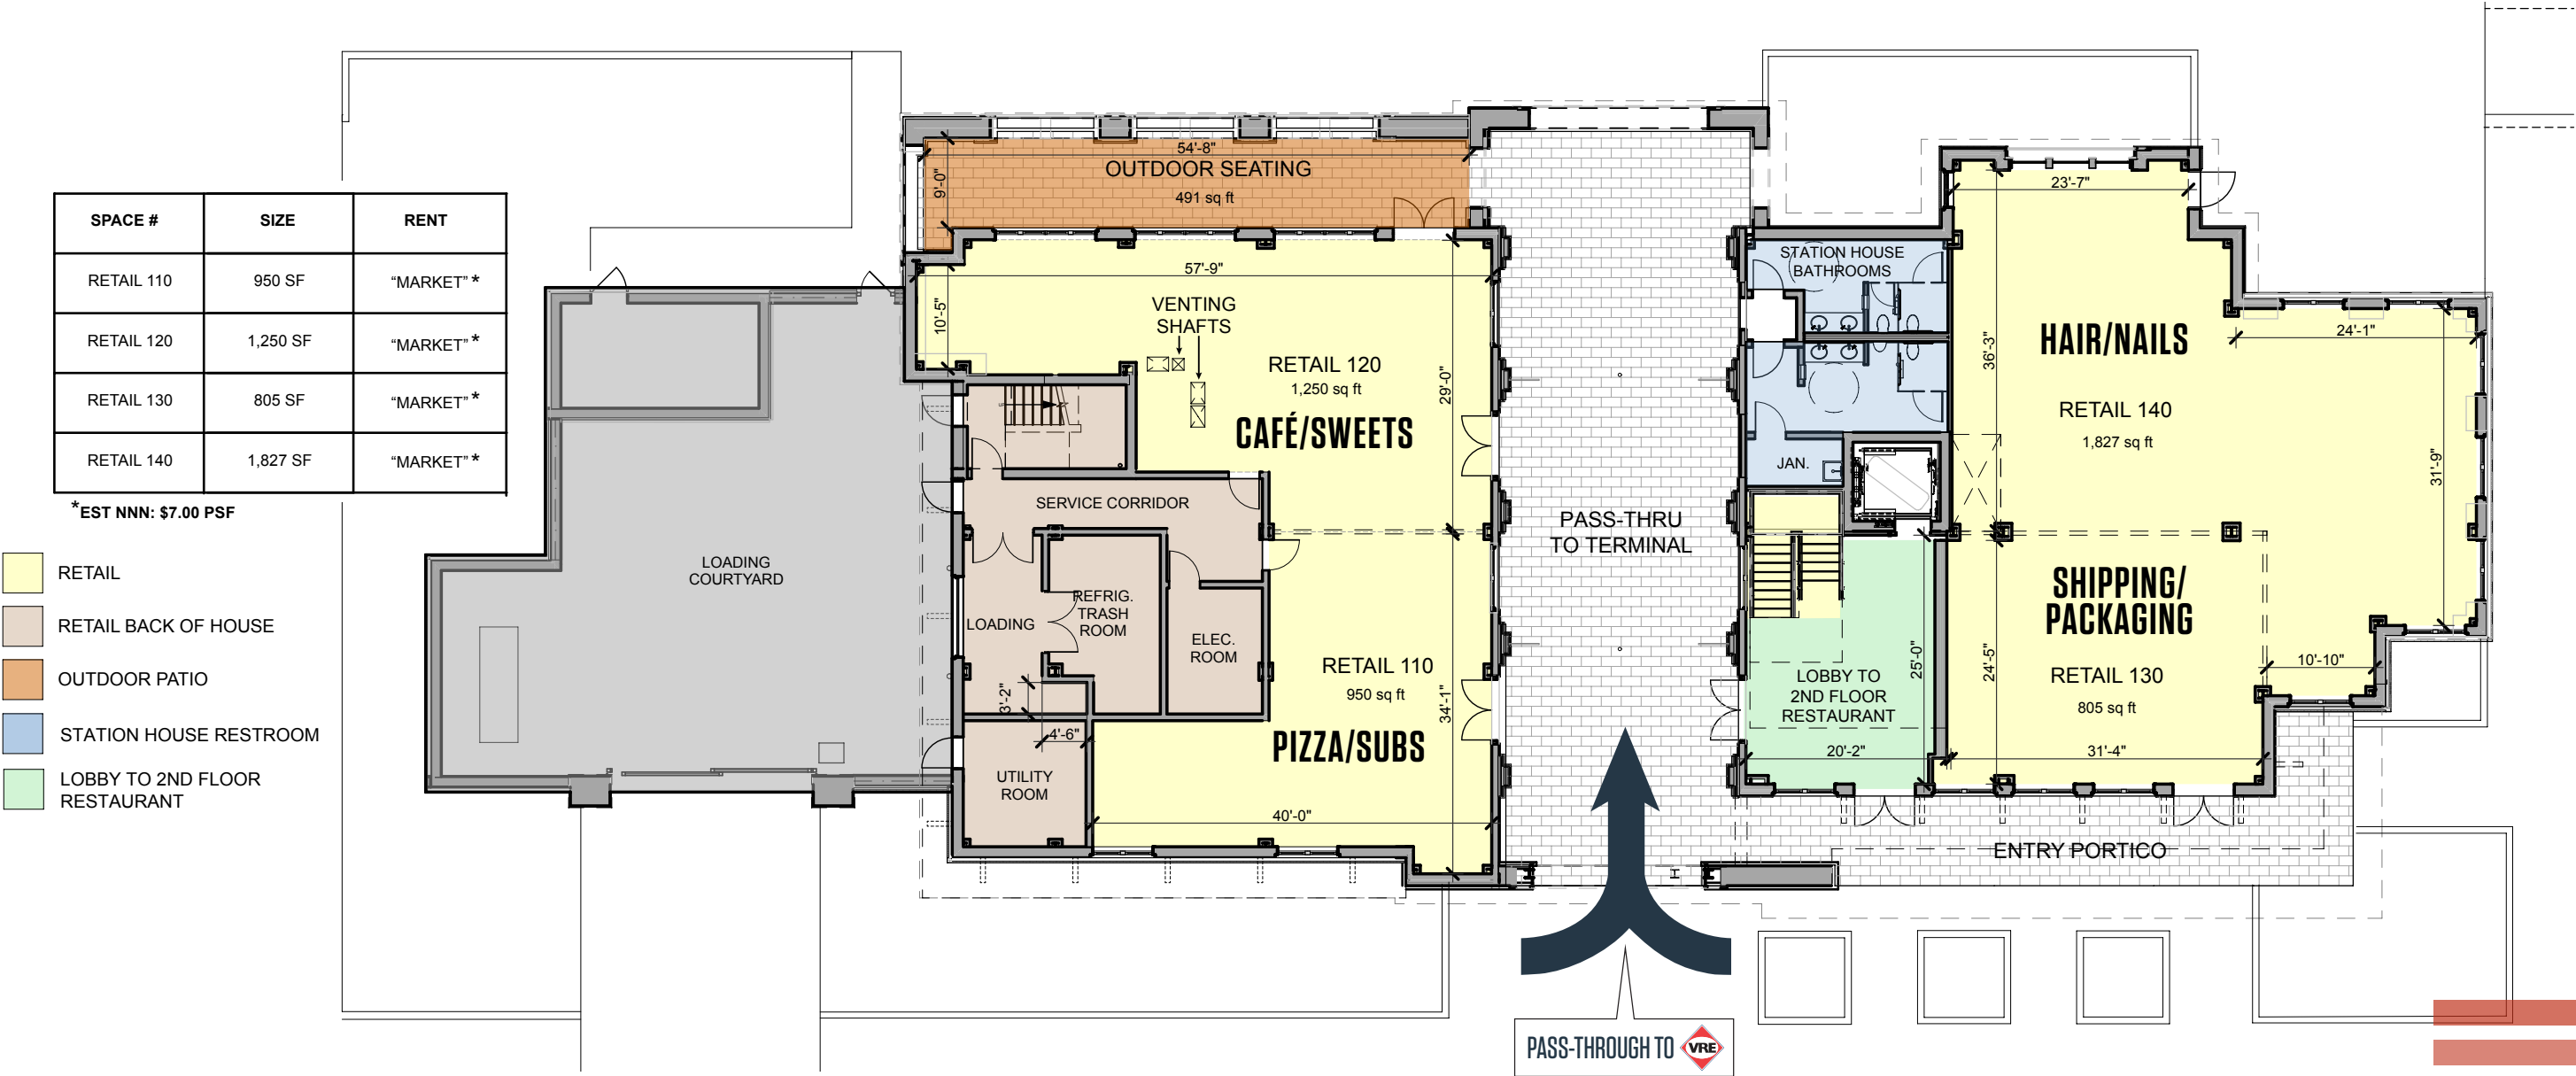 SPACE # SIZE RENT
RETAIL 110 950 SF “MARKET” *
RETAIL 120 1,250 SF “MARKET” *
RETAIL 130 805 SF “MARKET” *
RETAIL 140 1,827 SF “MARKET” *
*EST NNN: $7.00 PSF
RETAIL
RETAIL BACK OF HOUSE
OUTDOOR PATIO
STATION HOUSE RESTROOM
LOBBY TO 2ND FLOOR
RESTAURANT
LOADING
COURTYARD
54'-8"
OUTDOOR SEATING
491 sq ft
9'-0"
57'-9"
10'-5"
VENTING
SHAFTS
RETAIL 120
1,250 sq ft
CAFÉ/SWEETS
29'-0"
SERVICE CORRIDOR
LOADING
REFRIG.
TRASH
ROOM
ELEC.
ROOM
3'-2"
4'-6"
UTILITY
ROOM
RETAIL 110
950 sq ft
PIZZA/SUBS
34'-1"
40'-0"
PASS-THRU
TO TERMINAL
PASS-THROUGH TO VRE
STATION HOUSE
BATHROOMS
JAN.
LOBBY TO
2ND FLOOR
RESTAURANT
25'-0"
20'-2"
23'-7"
HAIR/NAILS
36'-3"
24'-1"
RETAIL 140
1,827 sq ft
31'-9"
SHIPPING/
PACKAGING
24'-5"
RETAIL 130
805 sq ft
10'-10"
31'-4"
ENTRY PORTICO